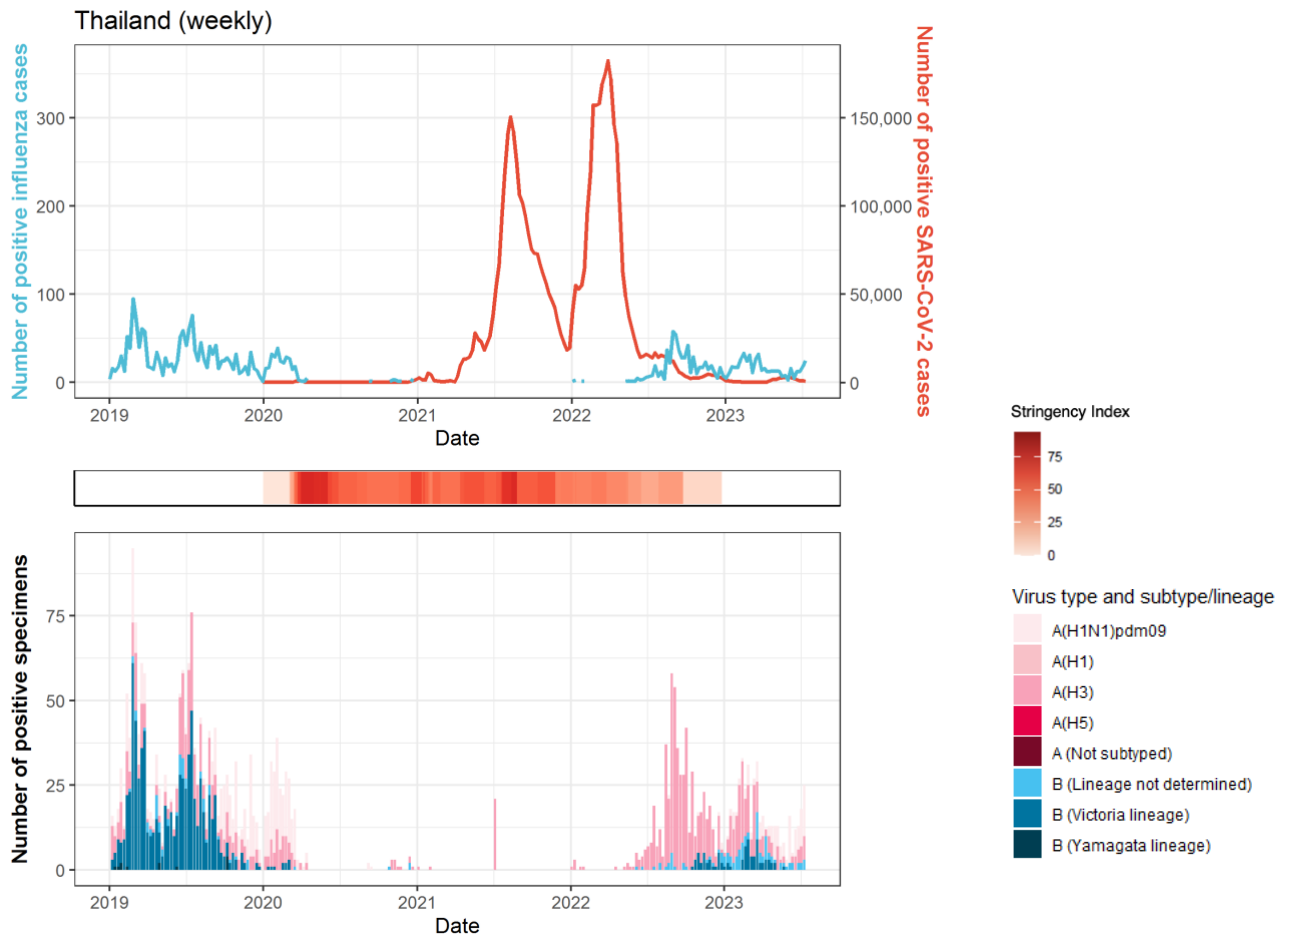 Thailand (weekly)
Number of positive influenza cases
Number of positive SARS-CoV-2 cases
300
200
100
0
150,000
100,000
50,000
0
2019 2020 2021 2022 2023
Date
Stringency Index
75
50
25
0
Number of positive specimens
75
50
25
0
2019 2020 2021 2022 2023
Date
Virus type and subtype/lineage
A(H1N1)pdm09
A(H1)
A(H3)
A(H5)
A (Not subtyped)
B (Lineage not determined)
B (Victoria lineage)
B (Yamagata lineage)